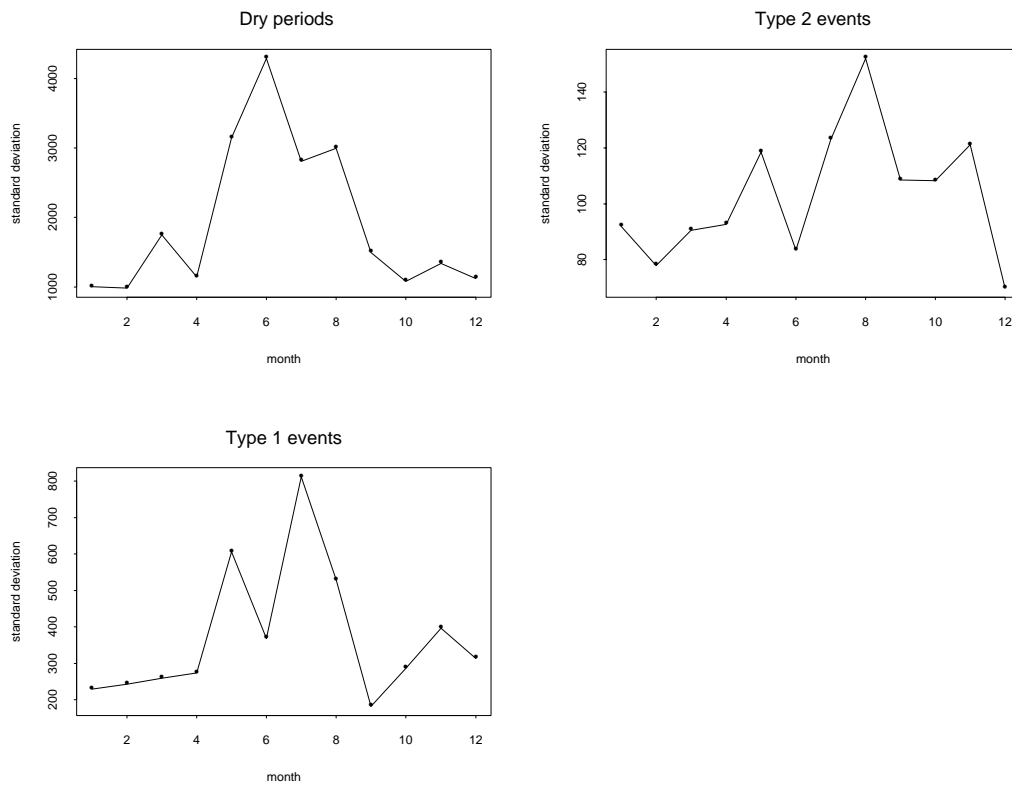 Dry periods
standard deviation
1000 2000 3000 4000
2 4 6 8 10 12
month
Type 2 events
standard deviation
80 100 120 140
2 4 6 8 10 12
month
Type 1 events
standard deviation
200 300 400 500 600 700 800
2 4 6 8 10 12
month